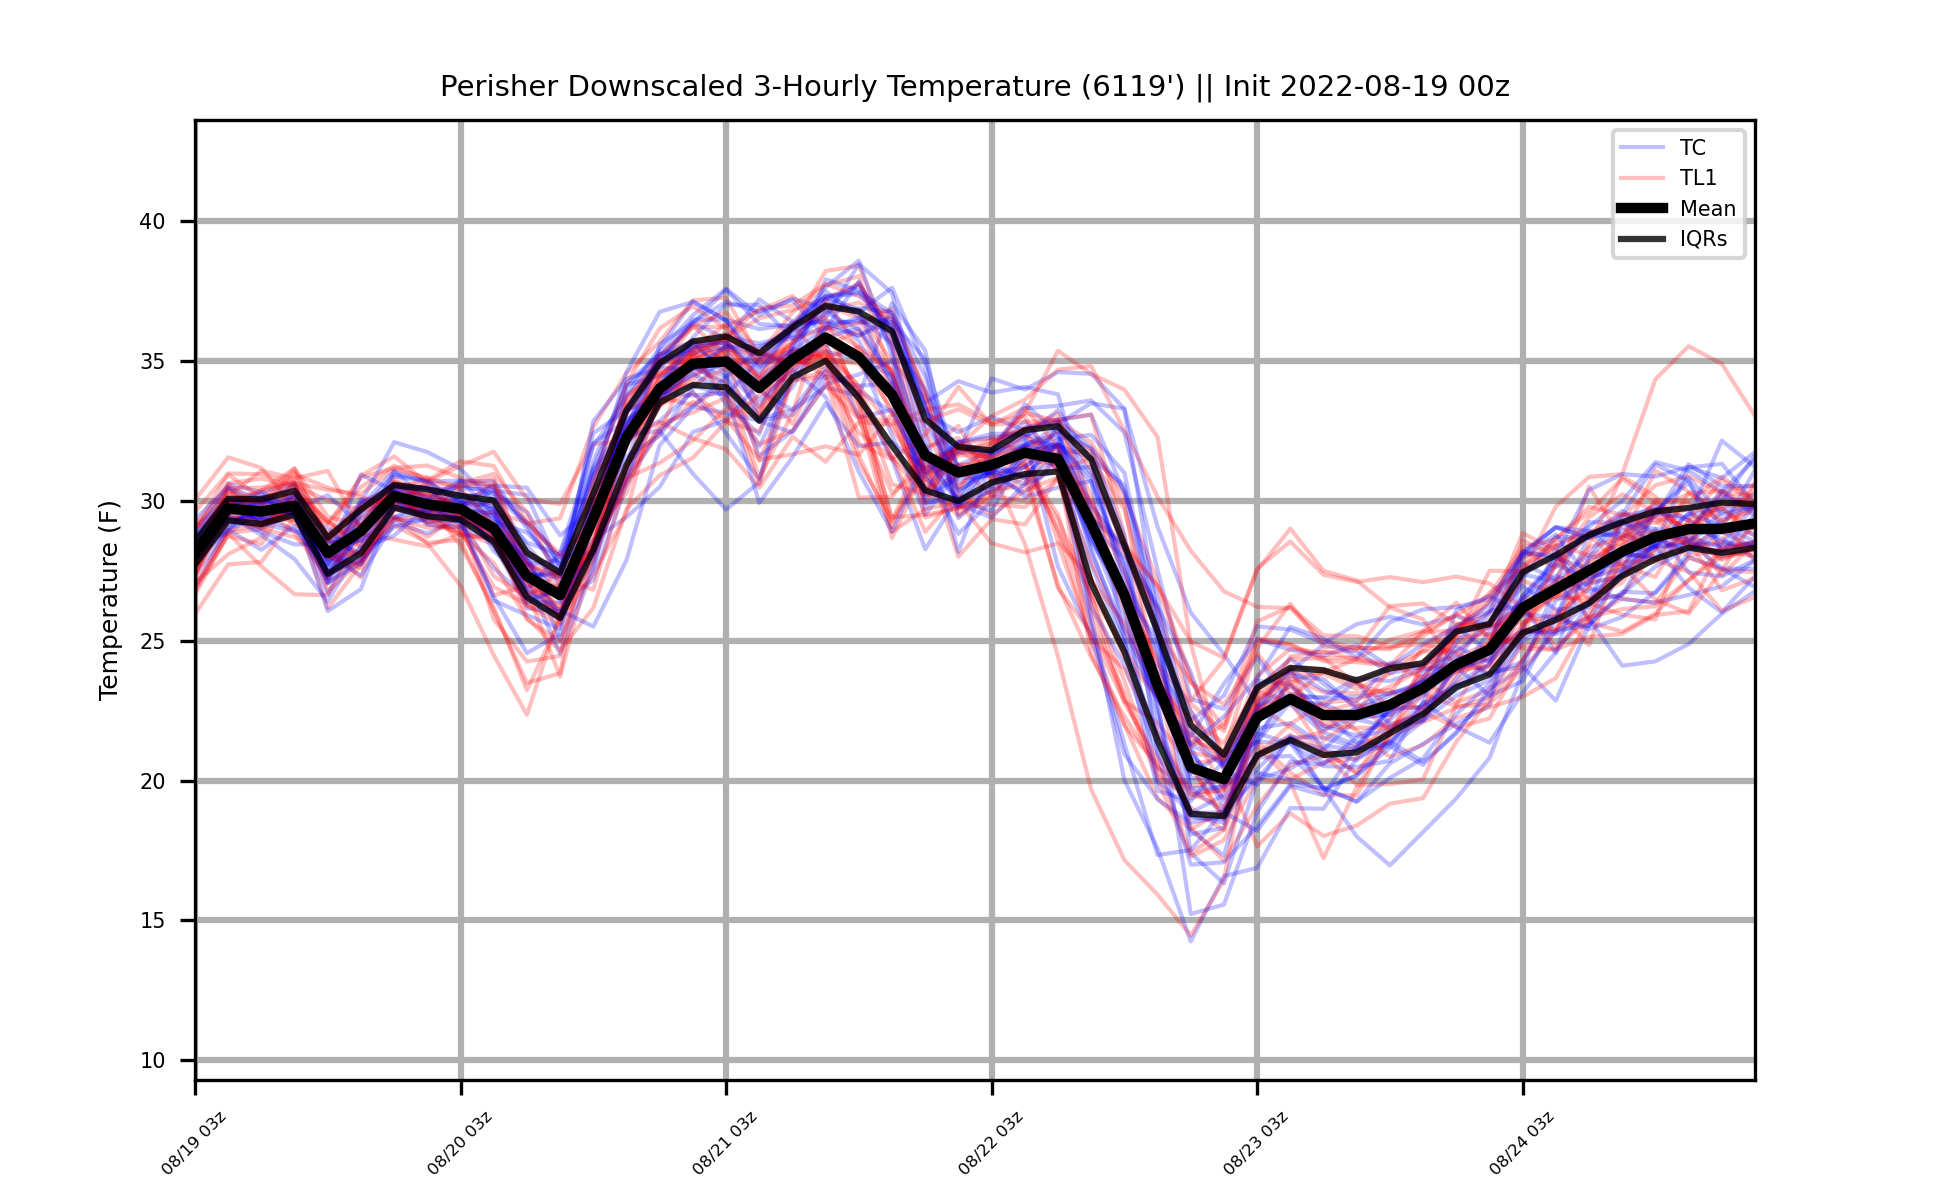 Perisher Downscaled 3-Hourly Temperature (6119') || Init 2022-08-19 00z
TC
TL1
Mean
IQRs
Temperature (F)
40
35
30
25
20
15
10
08/19 03z
08/20 03z
08/21 03z
08/22 03z
08/23 03z
08/24 03z